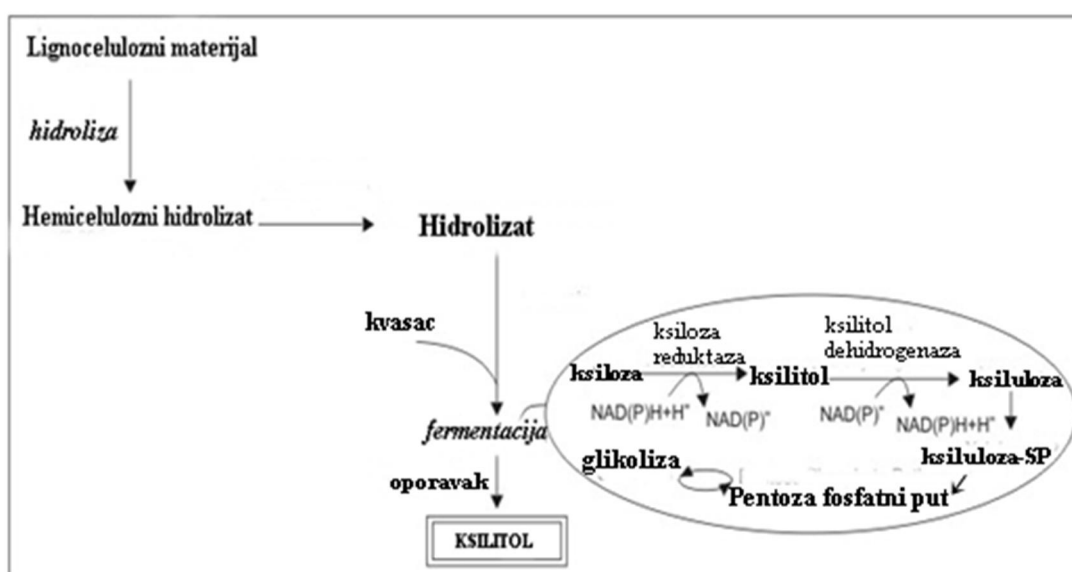 Lignocelulozni materijal
hidroliza
Hemicelulozni hidrolizat
Hidrolizat
kvasac
fermentacija
oporavak
KSILITOL
ksiloza
reduktaza
ksilitol
dehidrogenaza
ksiloza
ksilitol
ksiluloza
NAD(P)H+H⁺
NAD(P)⁺
NAD(P)⁺
NAD(P)H+H⁺
ksiluloza-SP
glikoliza
Pentoza fosfatni put